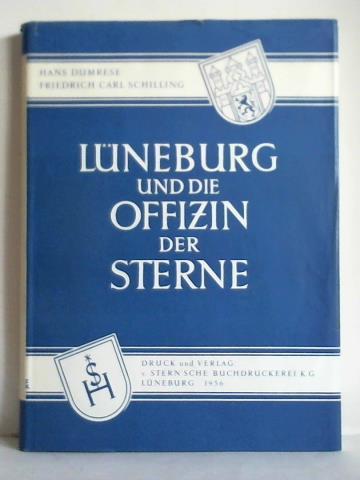 HANS DUMRESE
FRIEDRICH CARL SCHILLING
LÜNEBURG
UND DIE
OFFIZIN
DER
STERNE
DRUCK und VERLAG
v. STERN'SCHE BUCHDRUCKEREI K.G.
LÜNEBURG 1956
SH